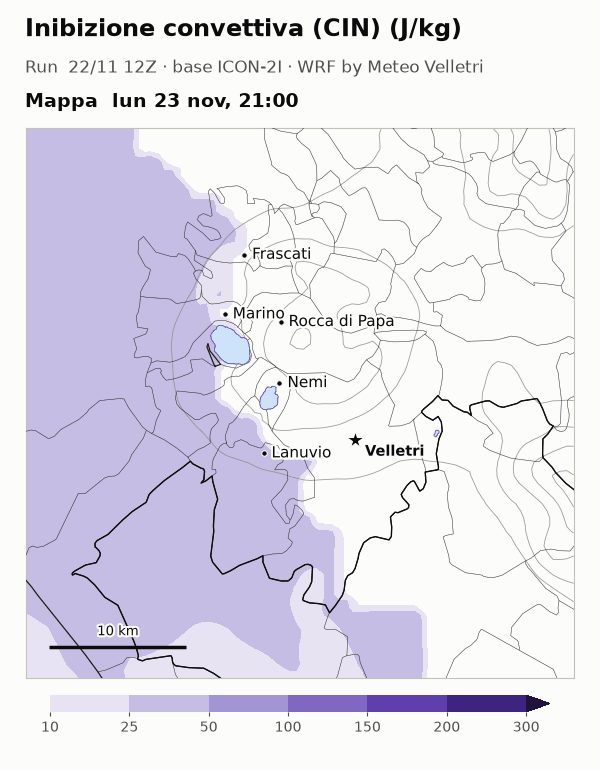 Inibizione convettiva (CIN) (J/kg)
Run  22/11 12Z · base ICON-2I · WRF by Meteo Velletri
Mappa  lun 23 nov, 21:00
Frascati
Marino
Rocca di Papa
Nemi
Velletri
Lanuvio
10 km
10 25 50 100 150 200 300